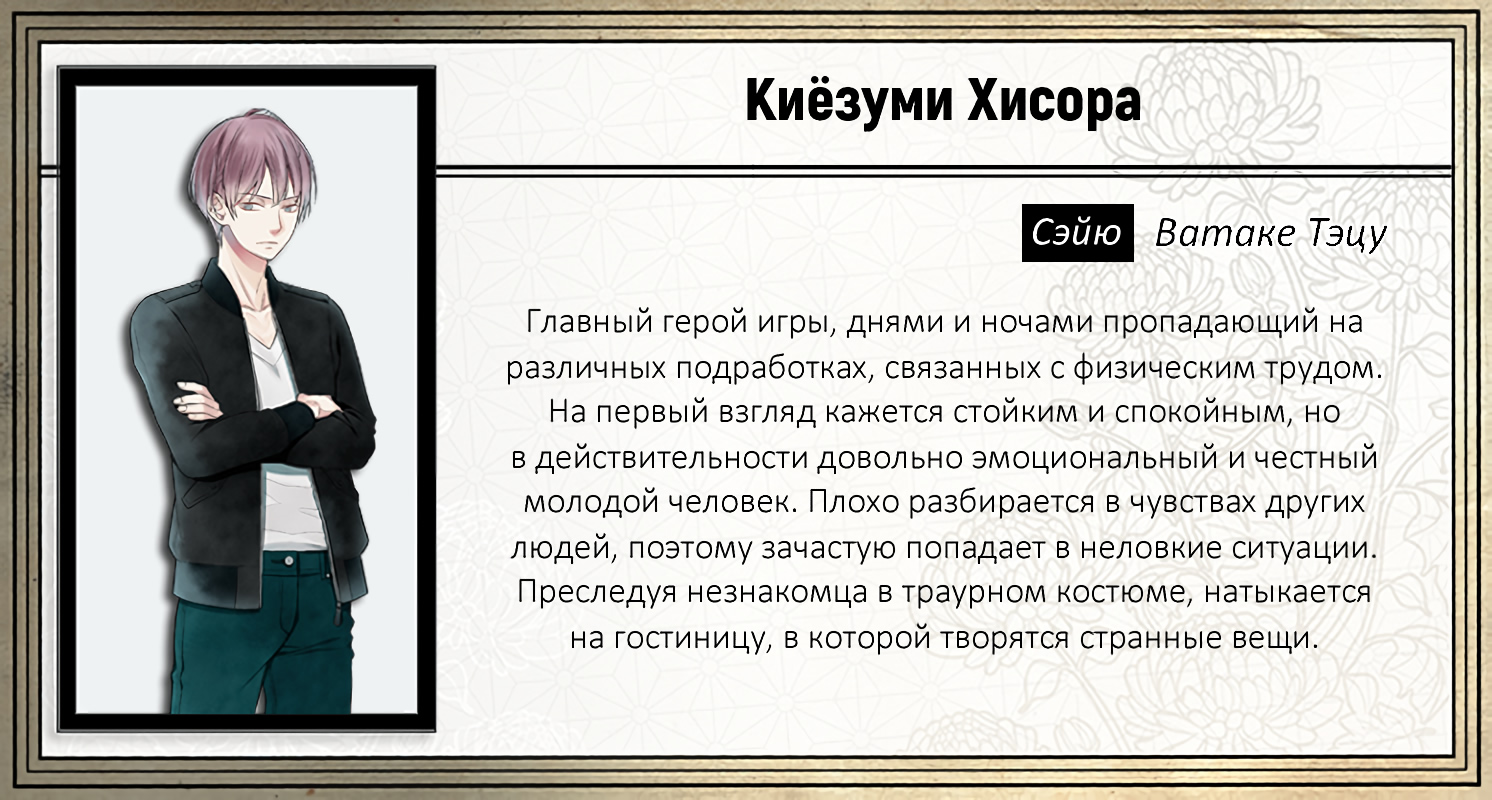 Киёзуми Хисора
Сэйю Ватаке Тэцу
Главный герой игры, днями и ночами пропадающий на
различных подработках, связанных с физическим трудом.
На первый взгляд кажется стойким и спокойным, но
в действительности довольно эмоциональный и честный
молодой человек. Плохо разбирается в чувствах других
людей, поэтому зачастую попадает в неловкие ситуации.
Преследуя незнакомца в траурном костюме, натыкается
на гостиницу, в которой творятся странные вещи.